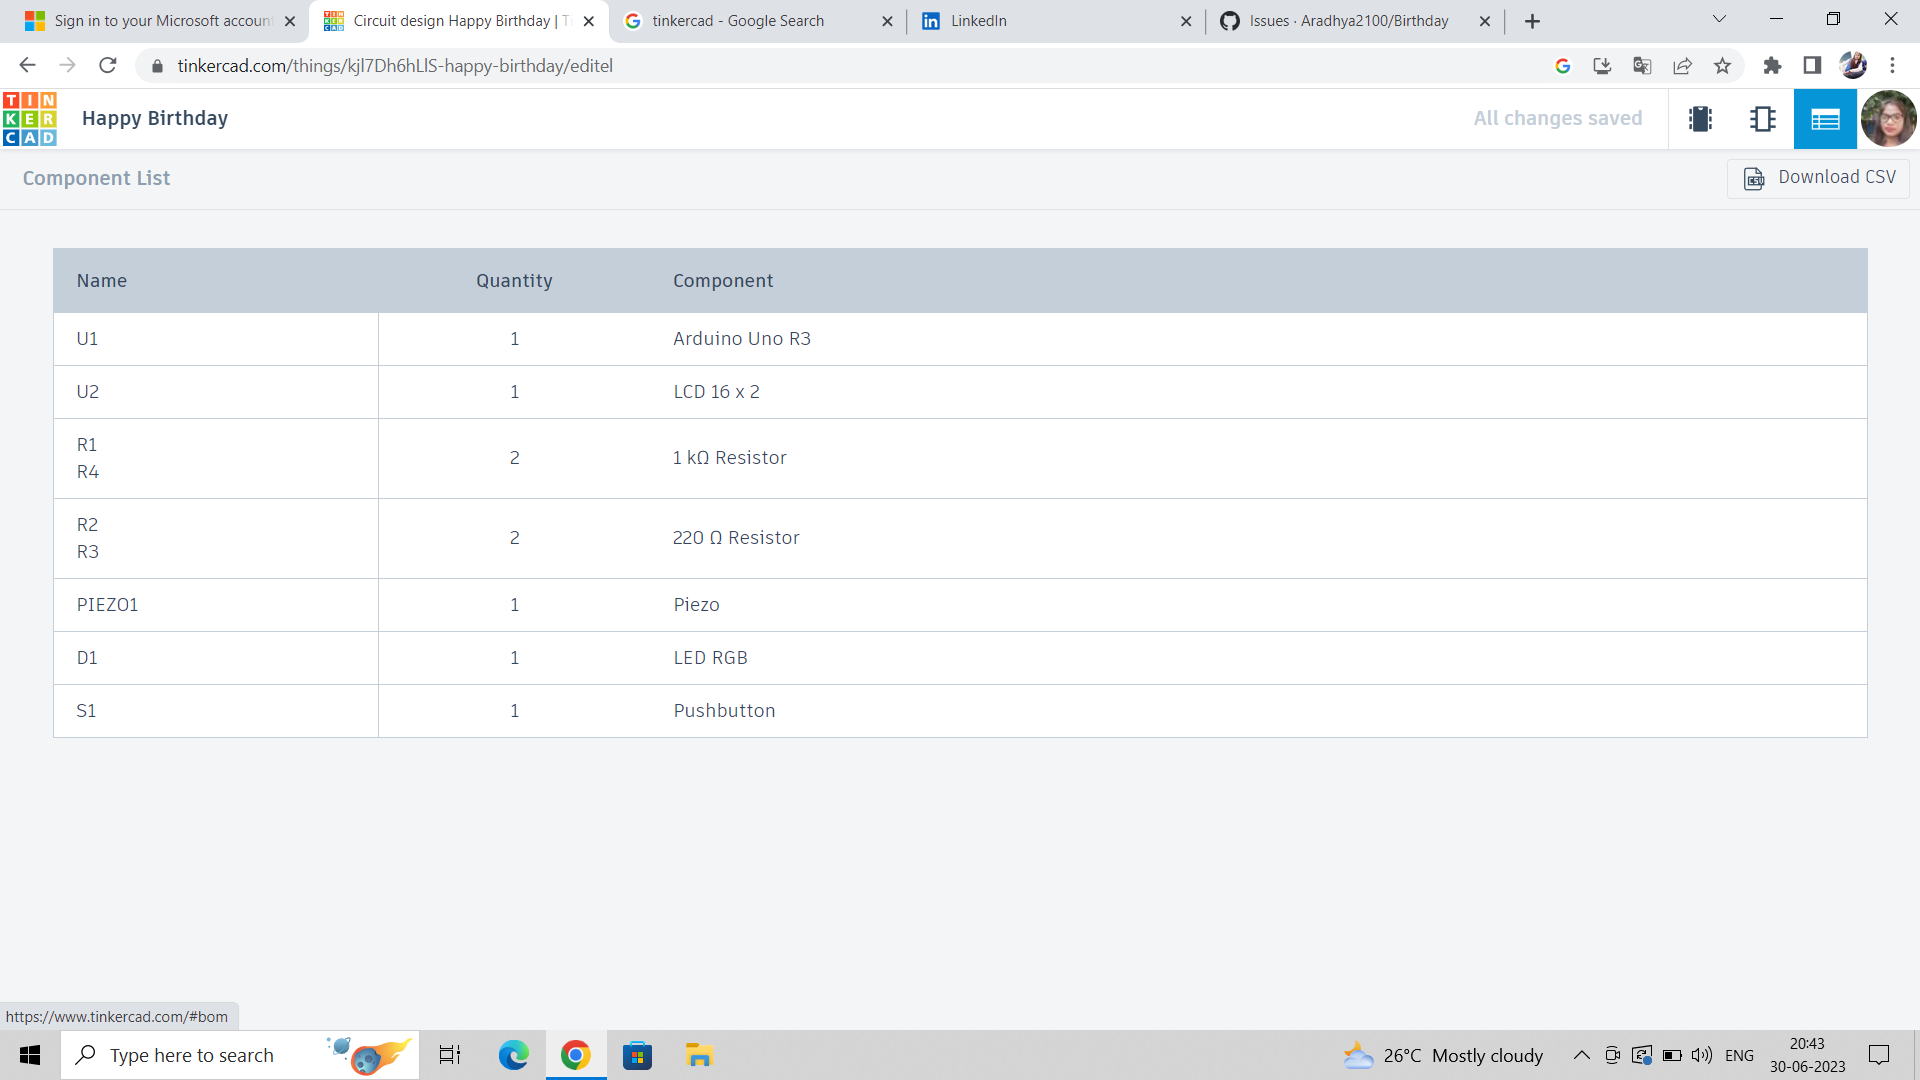 Sign in to your Microsoft account
Circuit design Happy Birthday | Ti
tinkercad - Google Search
LinkedIn
Issues · Aradhya2100/Birthday
tinkercad.com/things/kjl7Dh6hLlS-happy-birthday/editel
TIN
KER
CAD
Happy Birthday
All changes saved
Component List
CSV
Download CSV
Name Quantity Component
U1 1 Arduino Uno R3
U2 1 LCD 16 x 2
R1
R4
2 1 kΩ Resistor
R2
R3
2 220 Ω Resistor
PIEZO1 1 Piezo
D1 1 LED RGB
S1 1 Pushbutton
https://www.tinkercad.com/#bom
Type here to search
26°C Mostly cloudy
ENG
20:43
30-06-2023